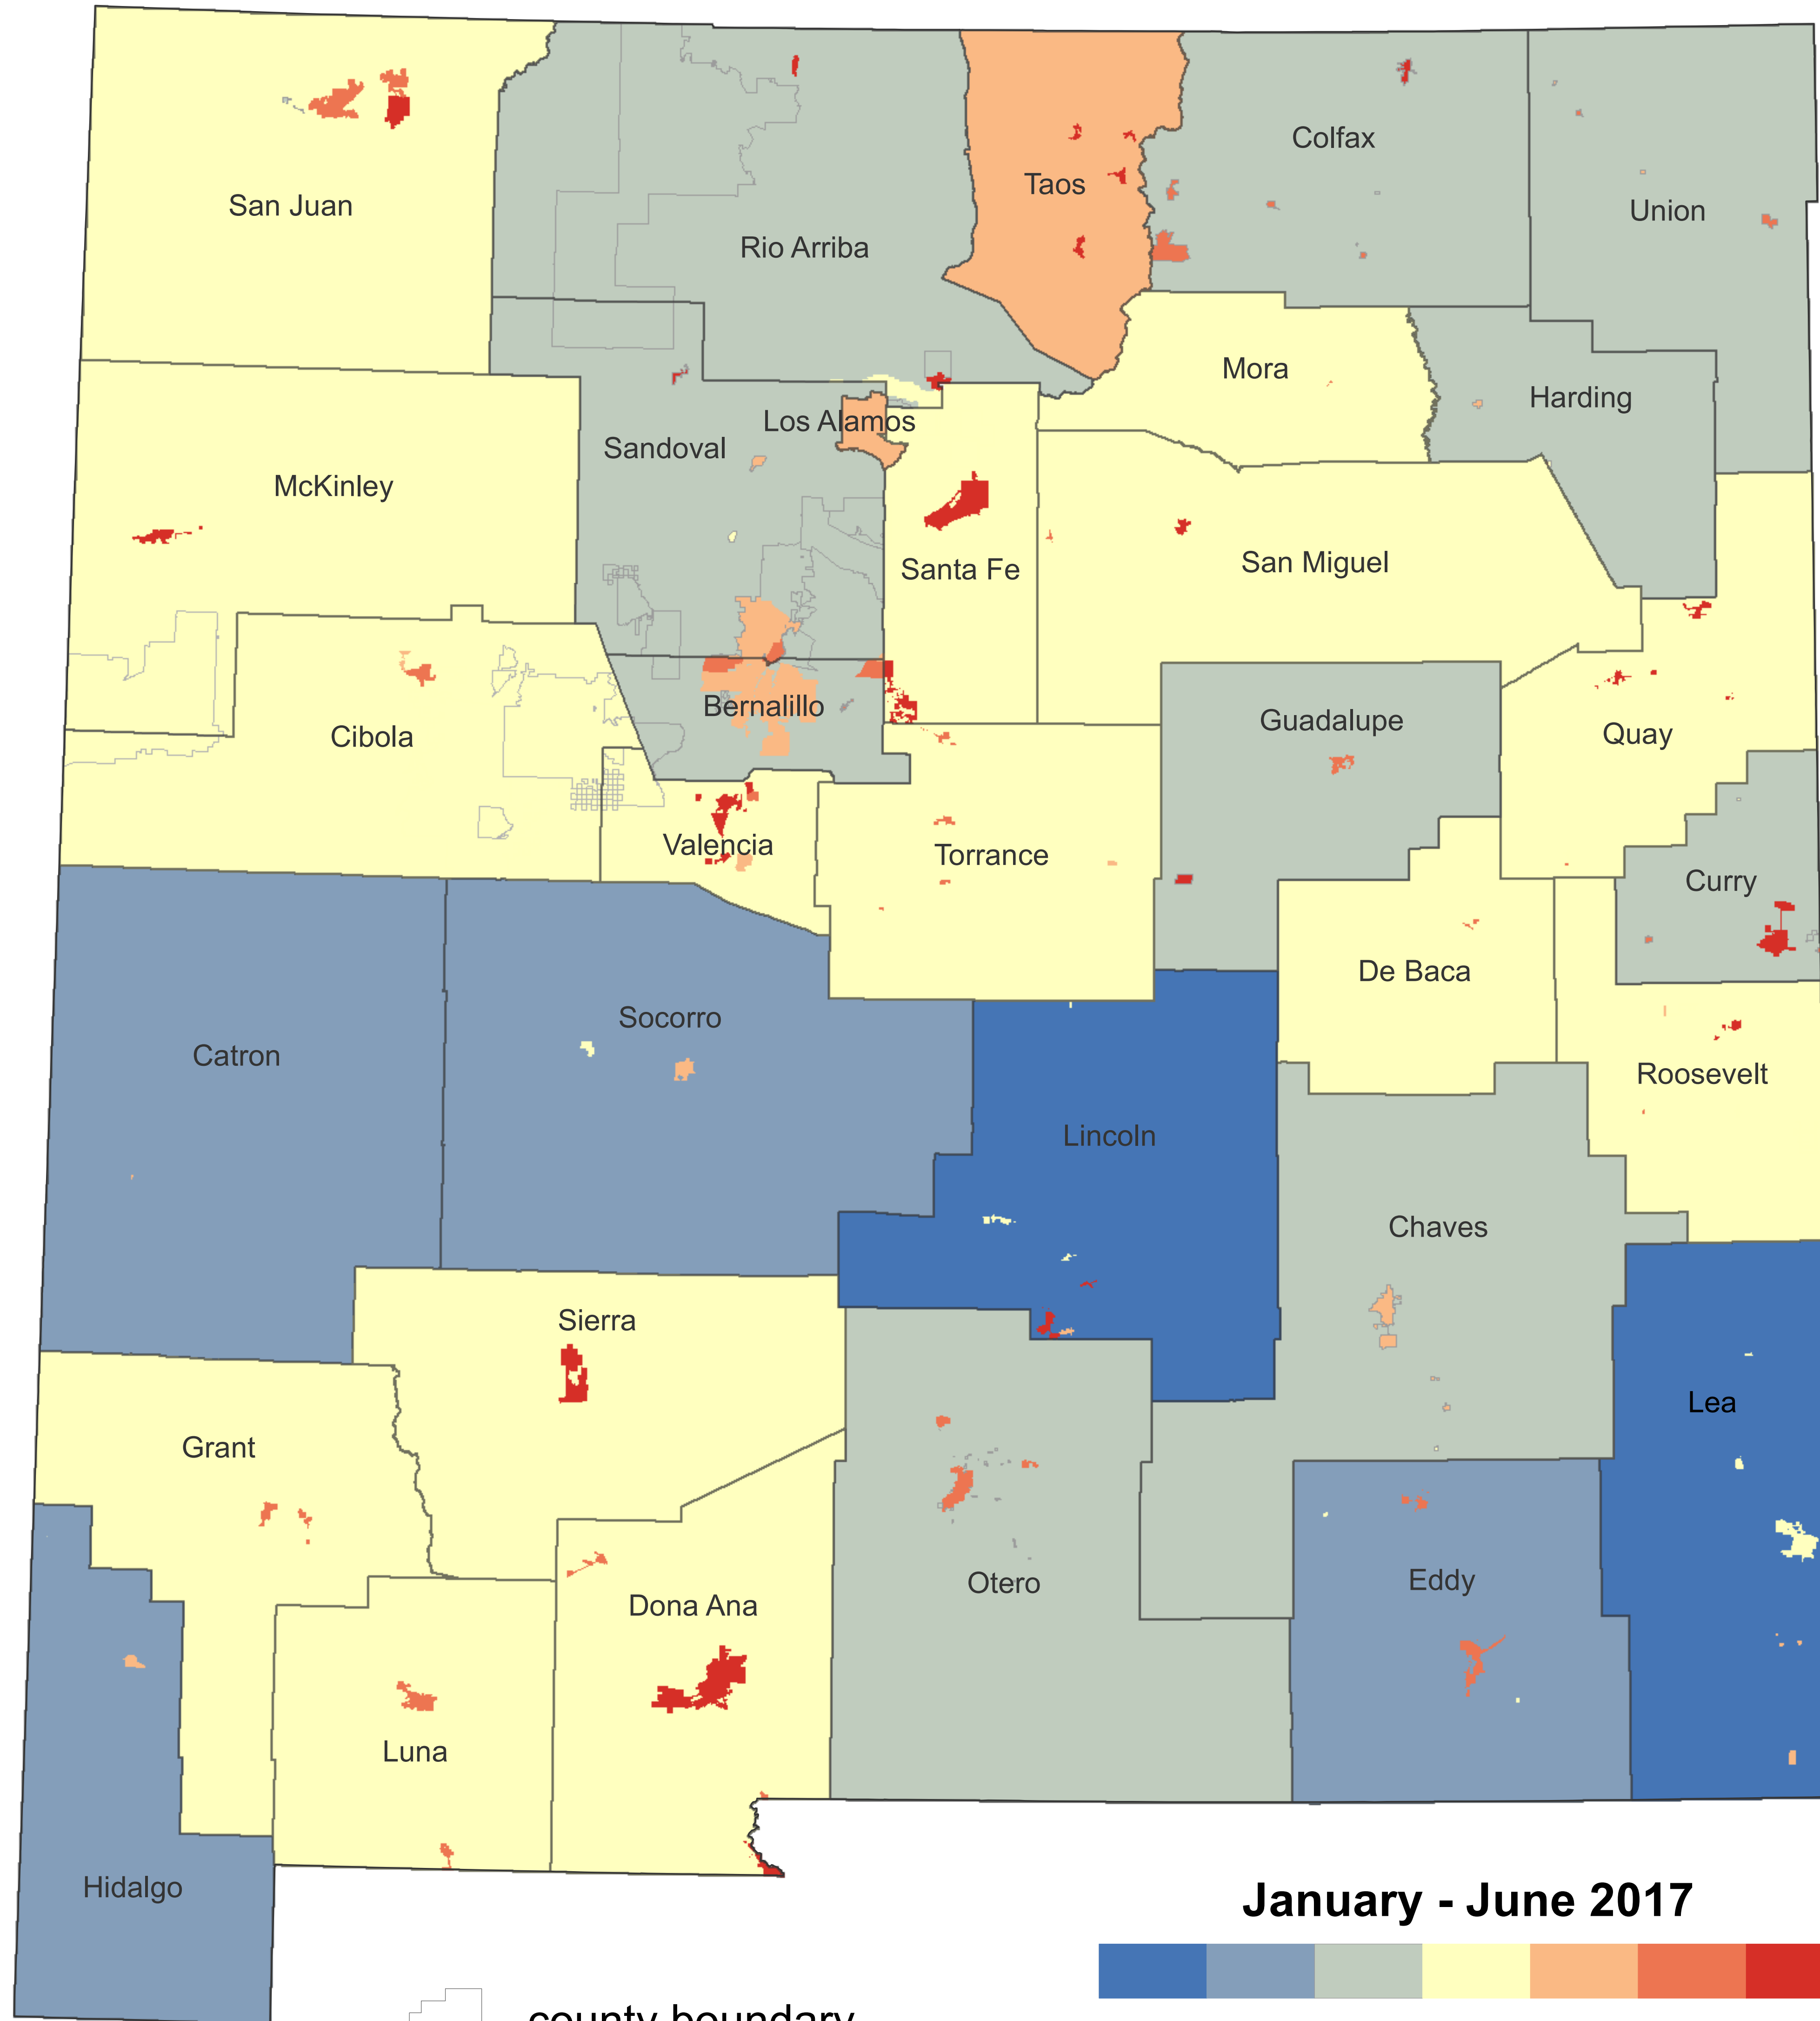 Colfax
Taos
San Juan
Union
Rio Arriba
Mora
Harding
Los Alamos
Sandoval
McKinley
San Miguel
Santa Fe
Bernalillo
Guadalupe
Quay
Cibola
Valencia
Torrance
Curry
De Baca
Socorro
Catron
Roosevelt
Lincoln
Chaves
Sierra
Lea
Grant
Eddy
Otero
Dona Ana
Luna
Hidalgo
January - June 2017
county boundary